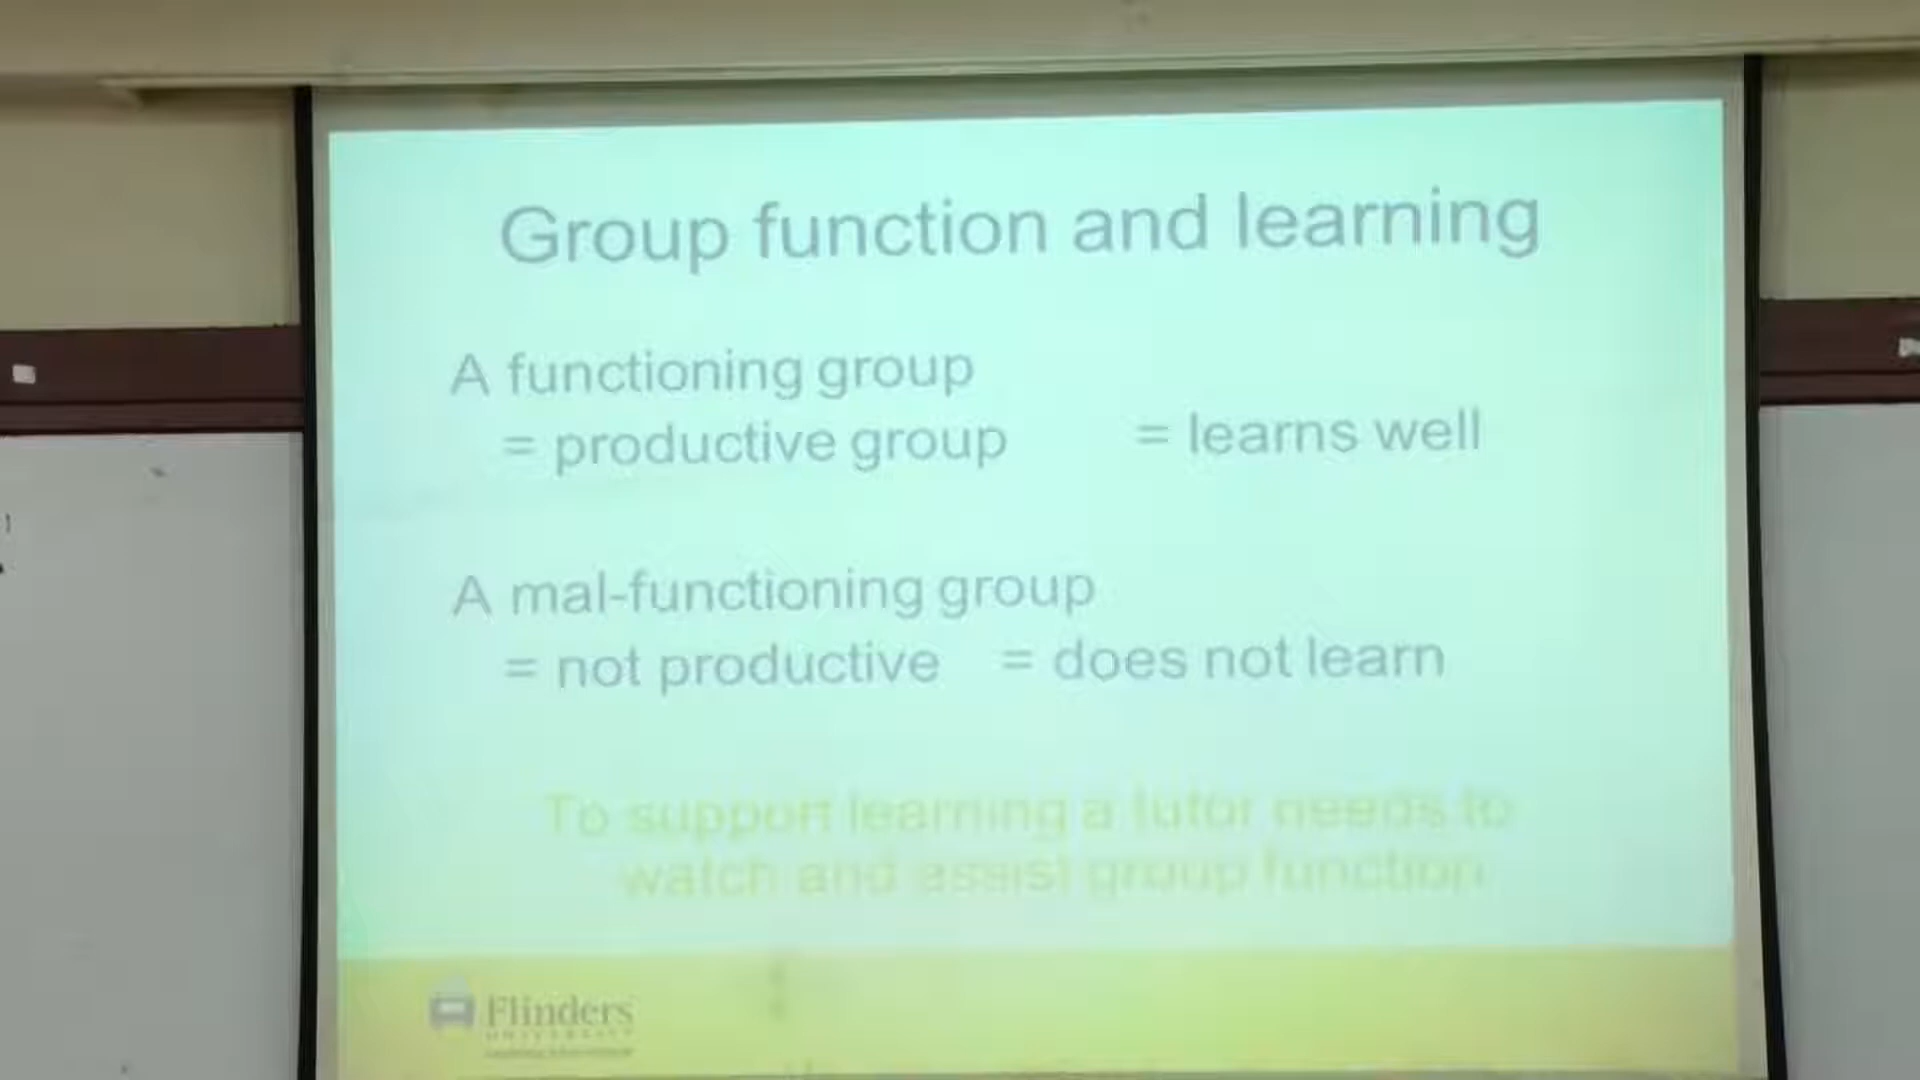 Group function and learning
A functioning group
= productive group = learns well
A mal-functioning group
= not productive = does not learn
To support learning a tutor needs to
watch and assist group function
Flinders
UNIVERSITY